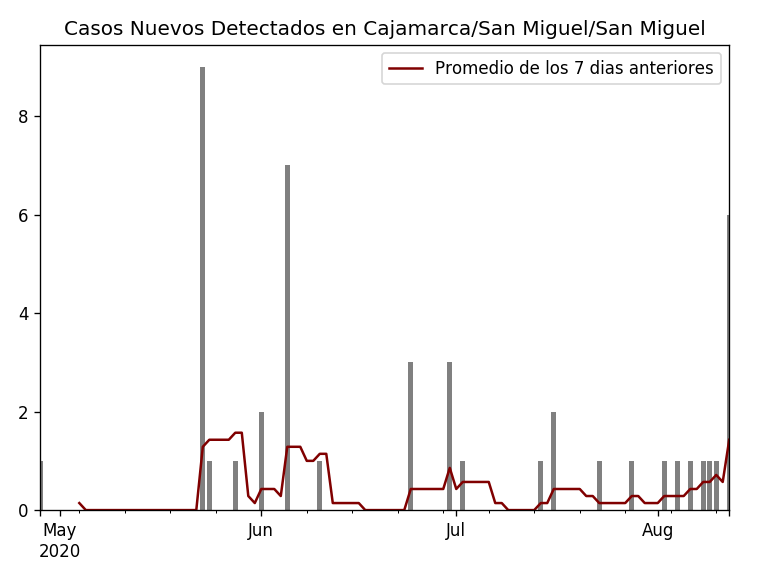 Casos Nuevos Detectados en Cajamarca/San Miguel/San Miguel
Promedio de los 7 dias anteriores
8
6
4
2
0
May Jun Jul Aug
2020